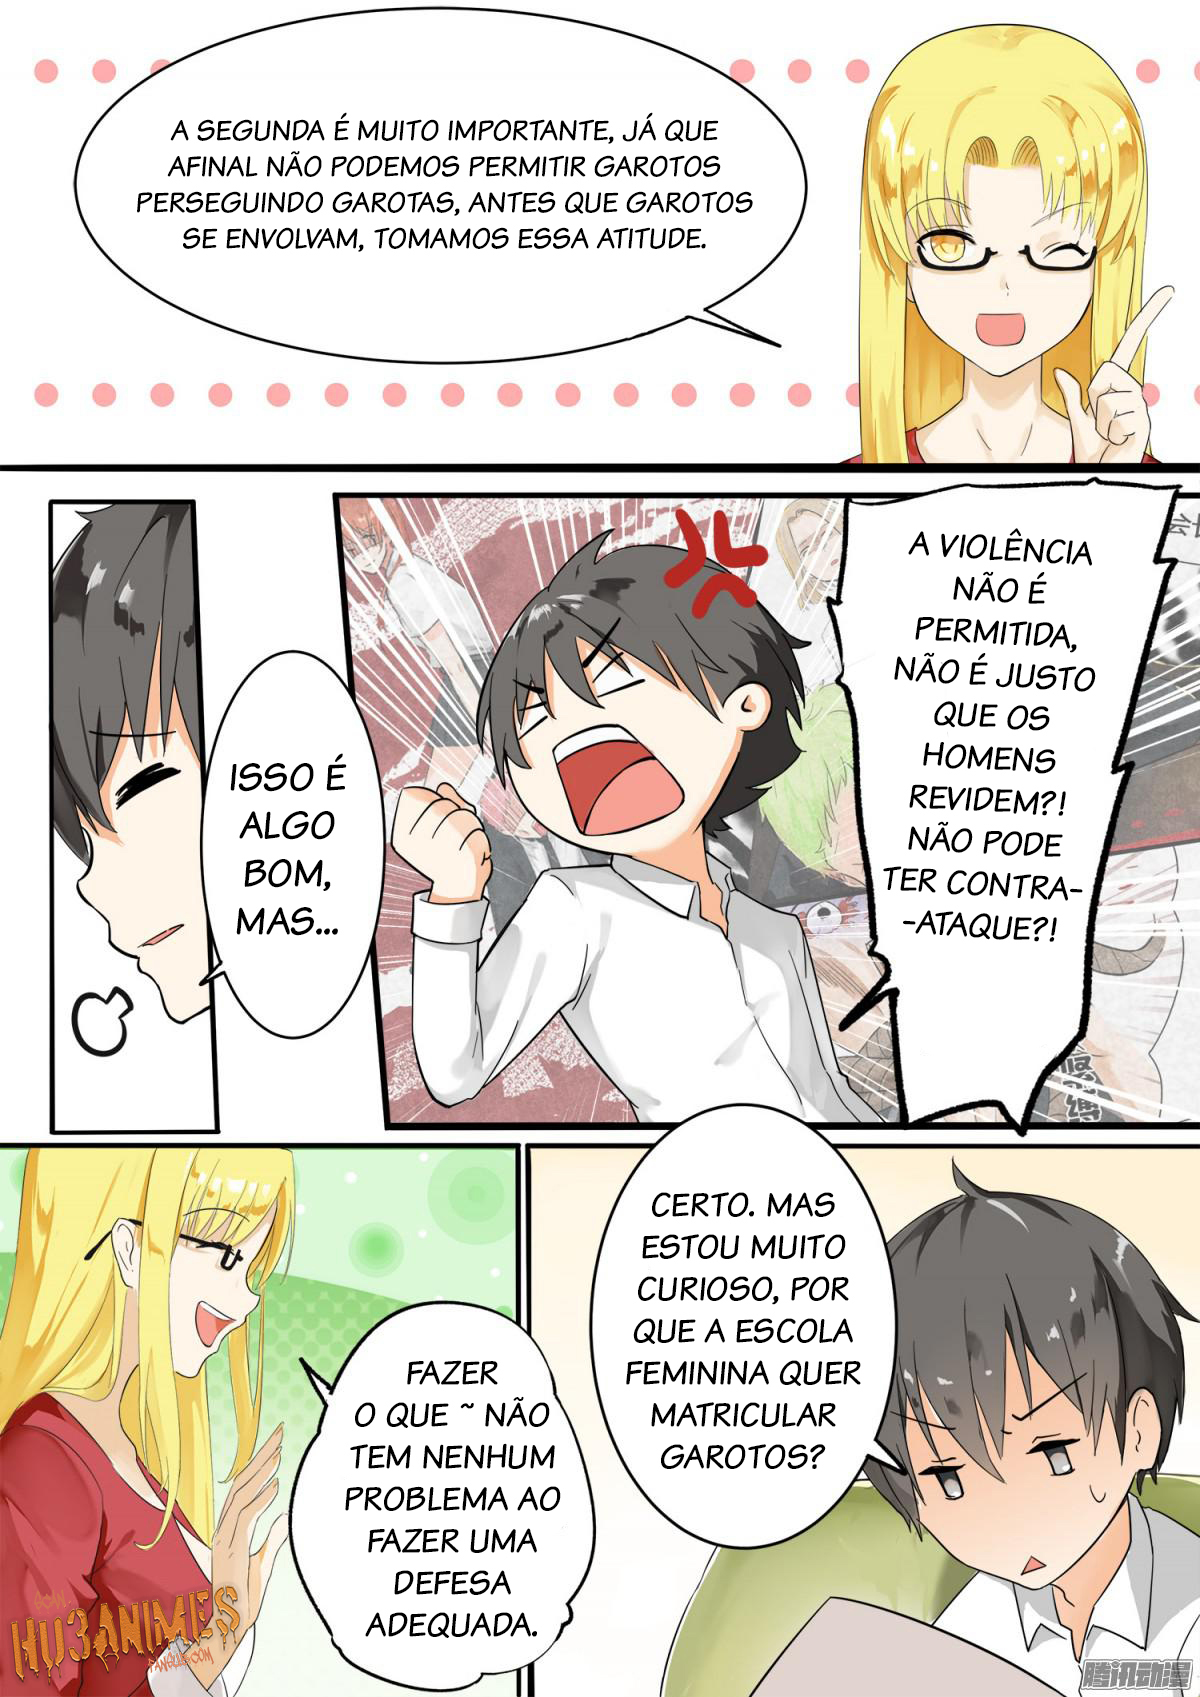 A SEGUNDA É MUITO IMPORTANTE, JÁ QUE
AFINAL NÃO PODEMOS PERMITIR GAROTOS
PERSEGUINDO GAROTAS, ANTES QUE GAROTOS
SE ENVOLVAM, TOMAMOS ESSA ATITUDE.
ISSO É
ALGO
BOM,
MAS...
A VIOLÊNCIA
NÃO É
PERMITIDA,
NÃO É JUSTO
QUE OS
HOMENS
REVIDEM?!
NÃO PODE
TER CONTRA-
-ATAQUE?!
CERTO. MAS
ESTOU MUITO
CURIOSO, POR
QUE A ESCOLA
FEMININA QUER
MATRICULAR
GAROTOS?
FAZER
O QUE ~ NÃO
TEM NENHUM
PROBLEMA AO
FAZER UMA
DEFESA
ADEQUADA.
HU3ANIMES
腾讯动漫